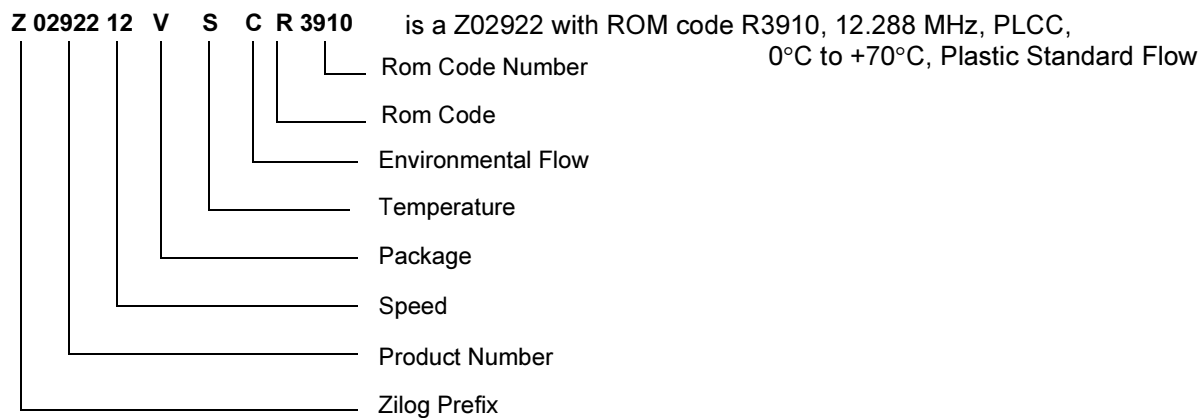 Z 02922 12 V S C R 3910 is a Z02922 with ROM code R3910, 12.288 MHz, PLCC,
0°C to +70°C, Plastic Standard Flow
Rom Code Number
Rom Code
Environmental Flow
Temperature
Package
Speed
Product Number
Zilog Prefix